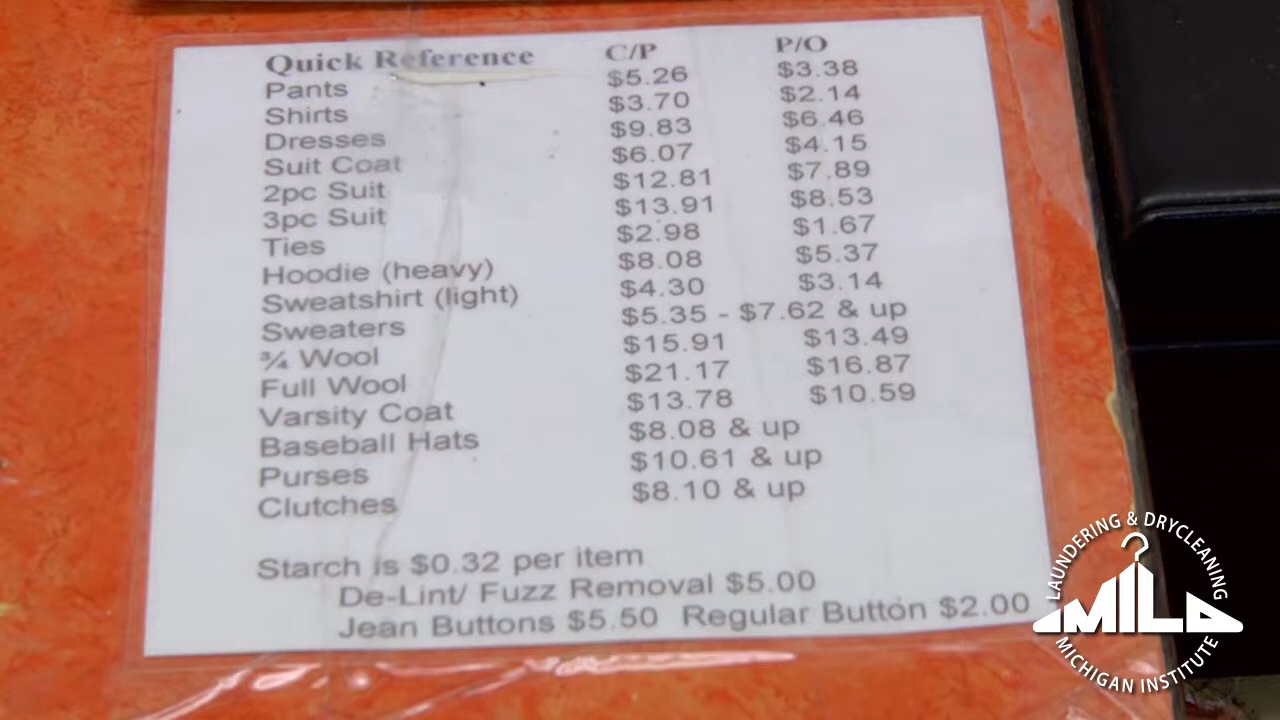 Quick Reference C/P P/O
Pants $5.26 $3.38
Shirts $3.70 $2.14
Dresses $9.83 $6.46
Suit Coat $6.07 $4.15
2pc Suit $12.81 $7.89
3pc Suit $13.91 $8.53
Ties $2.98 $1.67
Hoodie (heavy) $8.08 $5.37
Sweatshirt (light) $4.30 $3.14
Sweaters $5.35 - $7.62 & up
¾ Wool $15.91 $13.49
Full Wool $21.17 $16.87
Varsity Coat $13.78 $10.59
Baseball Hats $8.08 & up
Purses $10.61 & up
Clutches $8.10 & up
Starch is $0.32 per item
De-Lint/ Fuzz Removal $5.00
Jean Buttons $5.50 Regular Button $2.00
LAUNDERING & DRYCLEANING
MILD
MICHIGAN INSTITUTE